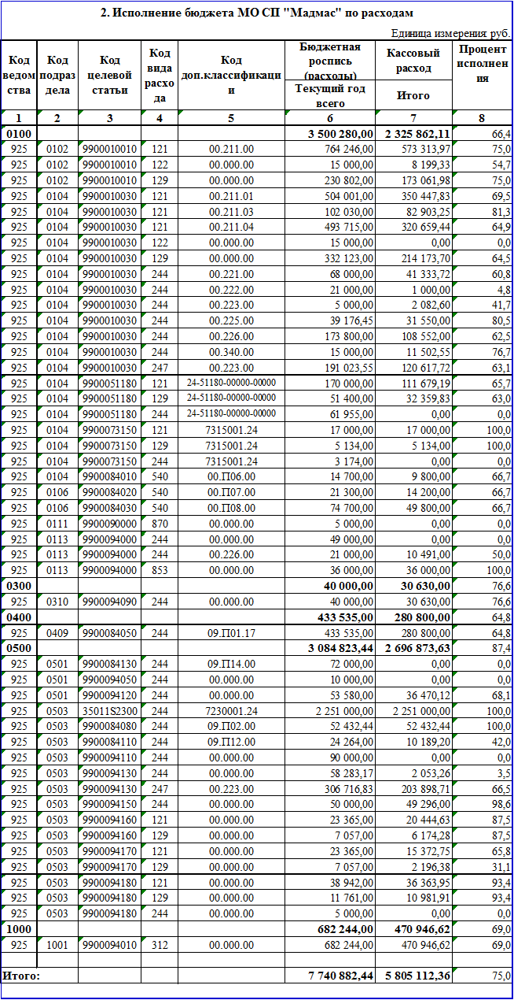 2. Исполнение бюджета МО СП "Мадмас" по расходам
Единица измерения: руб.
Код ведомства Код подраздела Код целевой статьи Код вида расхода Код доп.классификации Бюджетная роспись (расходы) Кассовый расход Процент исполнения
Текущий год всего Итого
1 2 3 4 5 6 7 8
0100 3 500 280,00 2 325 862,11 66,4
925 0102 9900010010 121 00.211.00 764 246,00 573 313,97 75,0
925 0102 9900010010 122 00.000.00 15 000,00 8 199,33 54,7
925 0102 9900010010 129 00.000.00 230 802,00 173 061,98 75,0
925 0104 9900010030 121 00.211.01 504 001,00 350 447,83 69,5
925 0104 9900010030 121 00.211.03 102 030,00 82 903,25 81,3
925 0104 9900010030 121 00.211.04 493 715,00 320 659,44 64,9
925 0104 9900010030 122 00.000.00 15 000,00 0,00 0,0
925 0104 9900010030 129 00.000.00 332 123,00 214 173,70 64,5
925 0104 9900010030 244 00.221.00 68 000,00 41 333,72 60,8
925 0104 9900010030 244 00.222.00 21 000,00 1 000,00 4,8
925 0104 9900010030 244 00.223.00 5 000,00 2 082,60 41,7
925 0104 9900010030 244 00.225.00 39 176,45 31 550,00 80,5
925 0104 9900010030 244 00.226.00 173 800,00 108 552,00 62,5
925 0104 9900010030 244 00.340.00 15 000,00 11 502,55 76,7
925 0104 9900010030 247 00.223.00 191 023,55 120 617,72 63,1
925 0104 9900051180 121 24-51180-00000-00000 170 000,00 111 679,19 65,7
925 0104 9900051180 129 24-51180-00000-00000 51 400,00 32 359,83 63,0
925 0104 9900051180 244 24-51180-00000-00000 61 955,00 0,00 0,0
925 0104 9900073150 121 7315001.24 17 000,00 17 000,00 100,0
925 0104 9900073150 129 7315001.24 5 134,00 5 134,00 100,0
925 0104 9900073150 244 7315001.24 3 174,00 0,00 0,0
925 0104 9900084010 540 00.П06.00 14 700,00 9 800,00 66,7
925 0106 9900084020 540 00.П07.00 21 300,00 14 200,00 66,7
925 0106 9900084030 540 00.П08.00 74 700,00 49 800,00 66,7
925 0111 9900090000 870 00.000.00 5 000,00 0,00 0,0
925 0113 9900094000 244 00.000.00 49 000,00 0,00 0,0
925 0113 9900094000 244 00.226.00 21 000,00 10 491,00 50,0
925 0113 9900094000 853 00.000.00 36 000,00 36 000,00 100,0
0300 40 000,00 30 630,00 76,6
925 0310 9900094090 244 00.000.00 40 000,00 30 630,00 76,6
0400 433 535,00 280 800,00 64,8
925 0409 9900084050 244 09.П01.17 433 535,00 280 800,00 64,8
0500 3 084 823,44 2 696 873,63 87,4
925 0501 9900084130 244 09.П14.00 72 000,00 0,00 0,0
925 0501 9900094050 244 00.000.00 10 000,00 0,00 0,0
925 0501 9900094120 244 00.000.00 53 580,00 36 470,12 68,1
925 0503 35011S2300 244 7230001.24 2 251 000,00 2 251 000,00 100,0
925 0503 9900084080 244 09.П02.00 52 432,44 52 432,44 100,0
925 0503 9900084110 244 09.П12.00 24 264,00 10 189,20 42,0
925 0503 9900094110 244 00.000.00 90 000,00 0,00 0,0
925 0503 9900094130 244 00.000.00 58 283,17 2 053,26 3,5
925 0503 9900094130 247 00.223.00 306 716,83 203 898,71 66,5
925 0503 9900094150 244 00.000.00 50 000,00 49 296,00 98,6
925 0503 9900094160 121 00.000.00 23 365,00 20 444,63 87,5
925 0503 9900094160 129 00.000.00 7 057,00 6 174,28 87,5
925 0503 9900094170 121 00.000.00 23 365,00 15 372,75 65,8
925 0503 9900094170 129 00.000.00 7 057,00 2 196,38 31,1
925 0503 9900094180 121 00.000.00 38 942,00 36 363,95 93,4
925 0503 9900094180 129 00.000.00 11 761,00 10 981,91 93,4
925 0503 9900094180 244 00.000.00 5 000,00 0,00 0,0
1000 682 244,00 470 946,62 69,0
925 1001 9900094010 312 00.000.00 682 244,00 470 946,62 69,0
Итого: 7 740 882,44 5 805 112,36 75,0